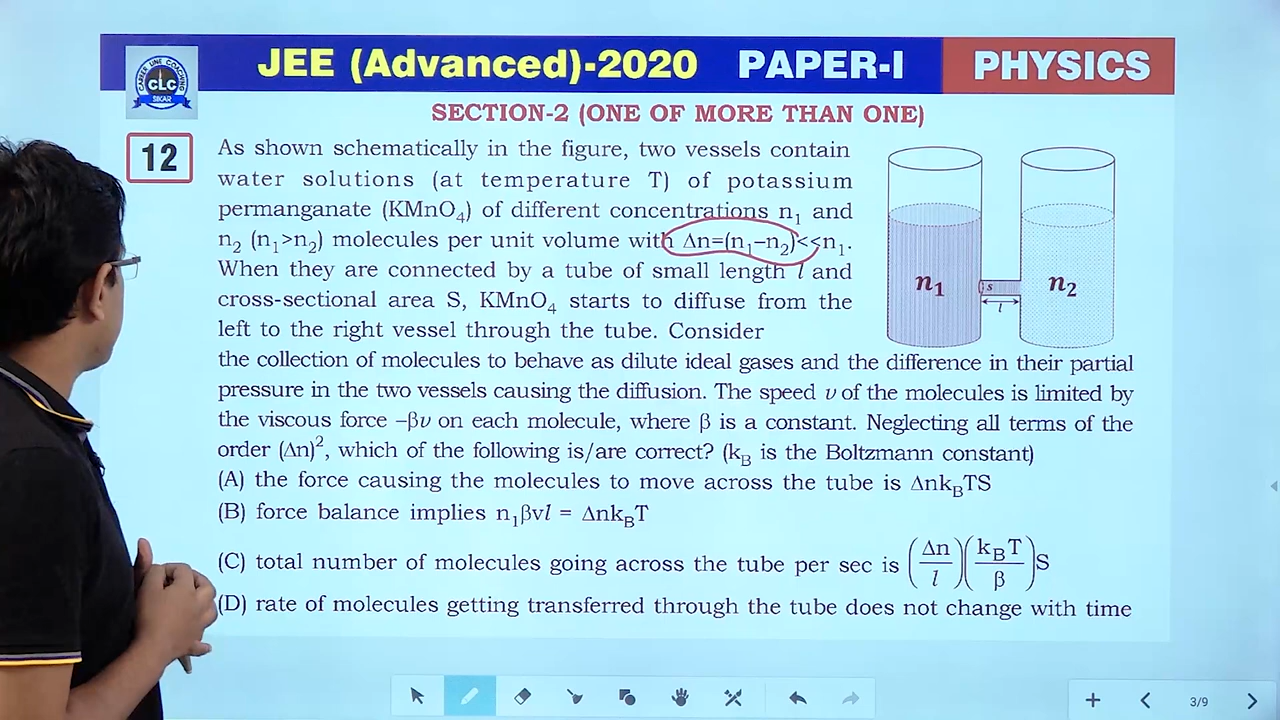 JEE (Advanced)-2020 PAPER-I PHYSICS
CLC
SIKAR
SECTION-2 (ONE OF MORE THAN ONE)
12
As shown schematically in the figure, two vessels contain
water solutions (at temperature T) of potassium
permanganate (KMnO₄) of different concentrations n₁ and
n₂ (n₁>n₂) molecules per unit volume with Δn=(n₁–n₂)<<n₁.
When they are connected by a tube of small length l and
cross-sectional area S, KMnO₄ starts to diffuse from the
left to the right vessel through the tube. Consider
the collection of molecules to behave as dilute ideal gases and the difference in their partial
pressure in the two vessels causing the diffusion. The speed v of the molecules is limited by
the viscous force –βv on each molecule, where β is a constant. Neglecting all terms of the
order (Δn)², which of the following is/are correct? (k_B is the Boltzmann constant)
(A) the force causing the molecules to move across the tube is Δnk_BTS
(B) force balance implies n₁βvl = Δnk_BT
(C) total number of molecules going across the tube per sec is (Δn/l)(k_BT/β)S
(D) rate of molecules getting transferred through the tube does not change with time
n₁
s
l
n₂
3/9